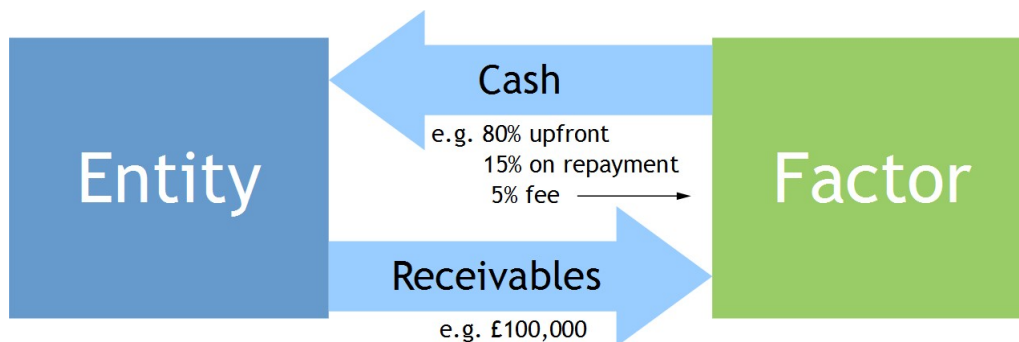 Entity
Cash
e.g. 80% upfront
15% on repayment
5% fee
Receivables
e.g. £100,000
Factor